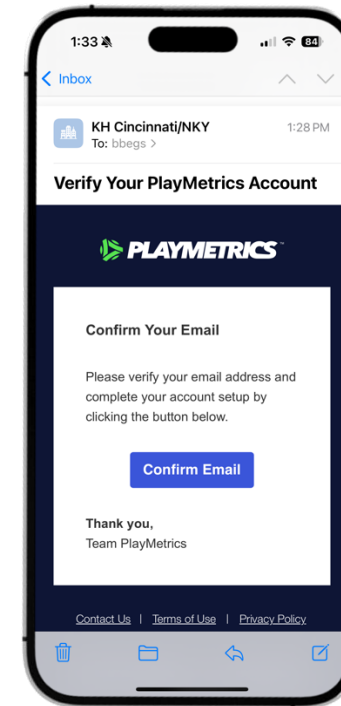 1:33 84
Inbox
KH Cincinnati/NKY 1:28 PM
To: bbegs >
Verify Your PlayMetrics Account
PLAYMETRICS™
Confirm Your Email
Please verify your email address and
complete your account setup by
clicking the button below.
Confirm Email
Thank you,
Team PlayMetrics
Contact Us | Terms of Use | Privacy Policy